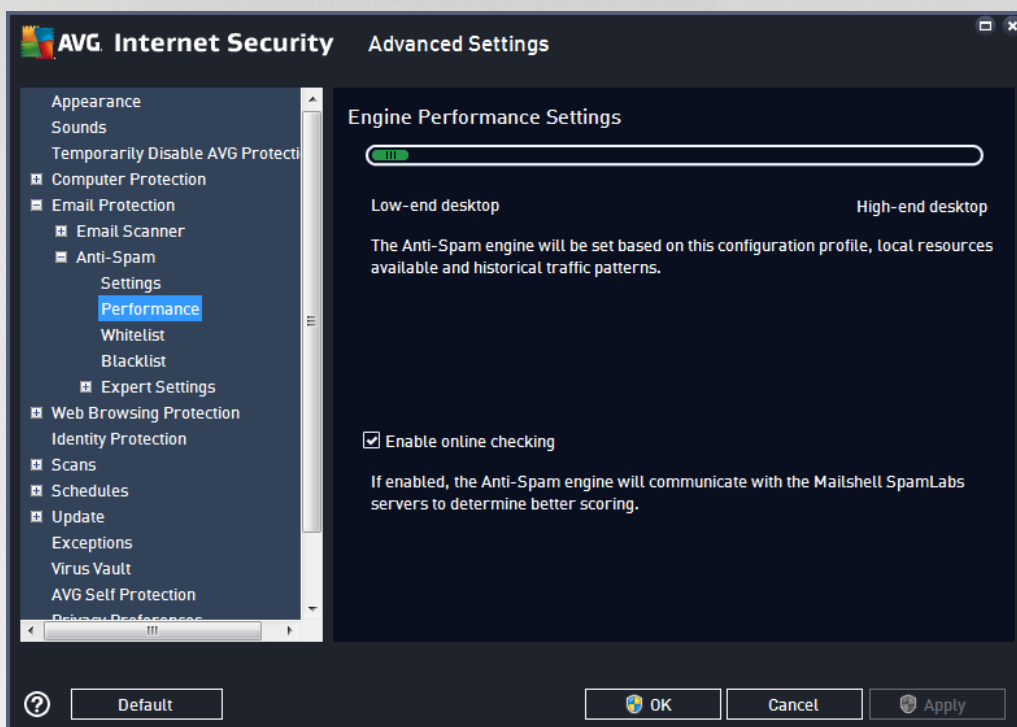 AVG. Internet Security Advanced Settings
Appearance
Sounds
Temporarily Disable AVG Protecti
Computer Protection
Email Protection
Email Scanner
Anti-Spam
Settings
Performance
Whitelist
Blacklist
Expert Settings
Web Browsing Protection
Identity Protection
Scans
Schedules
Update
Exceptions
Virus Vault
AVG Self Protection
Privacy Preferences
Engine Performance Settings
Low-end desktop High-end desktop
The Anti-Spam engine will be set based on this configuration profile, local resources
available and historical traffic patterns.
Enable online checking
If enabled, the Anti-Spam engine will communicate with the Mailshell SpamLabs
servers to determine better scoring.
? Default OK Cancel Apply